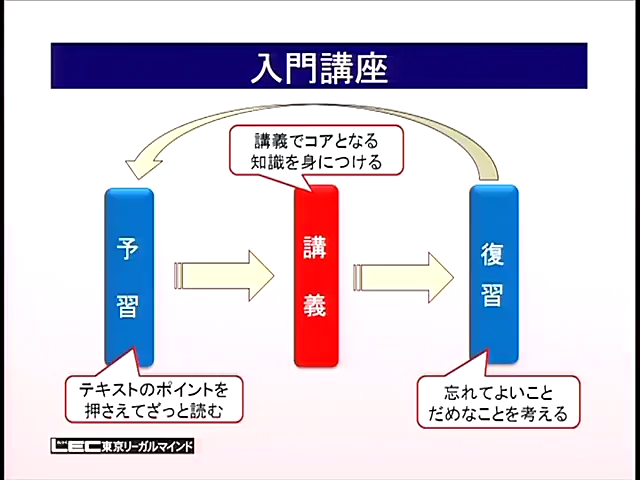 入門講座
講義でコアとなる
知識を身につける
予習
講義
復習
テキストのポイントを
押さえてざっと読む
忘れてよいこと
だめなことを考える
LEC東京リーガルマインド